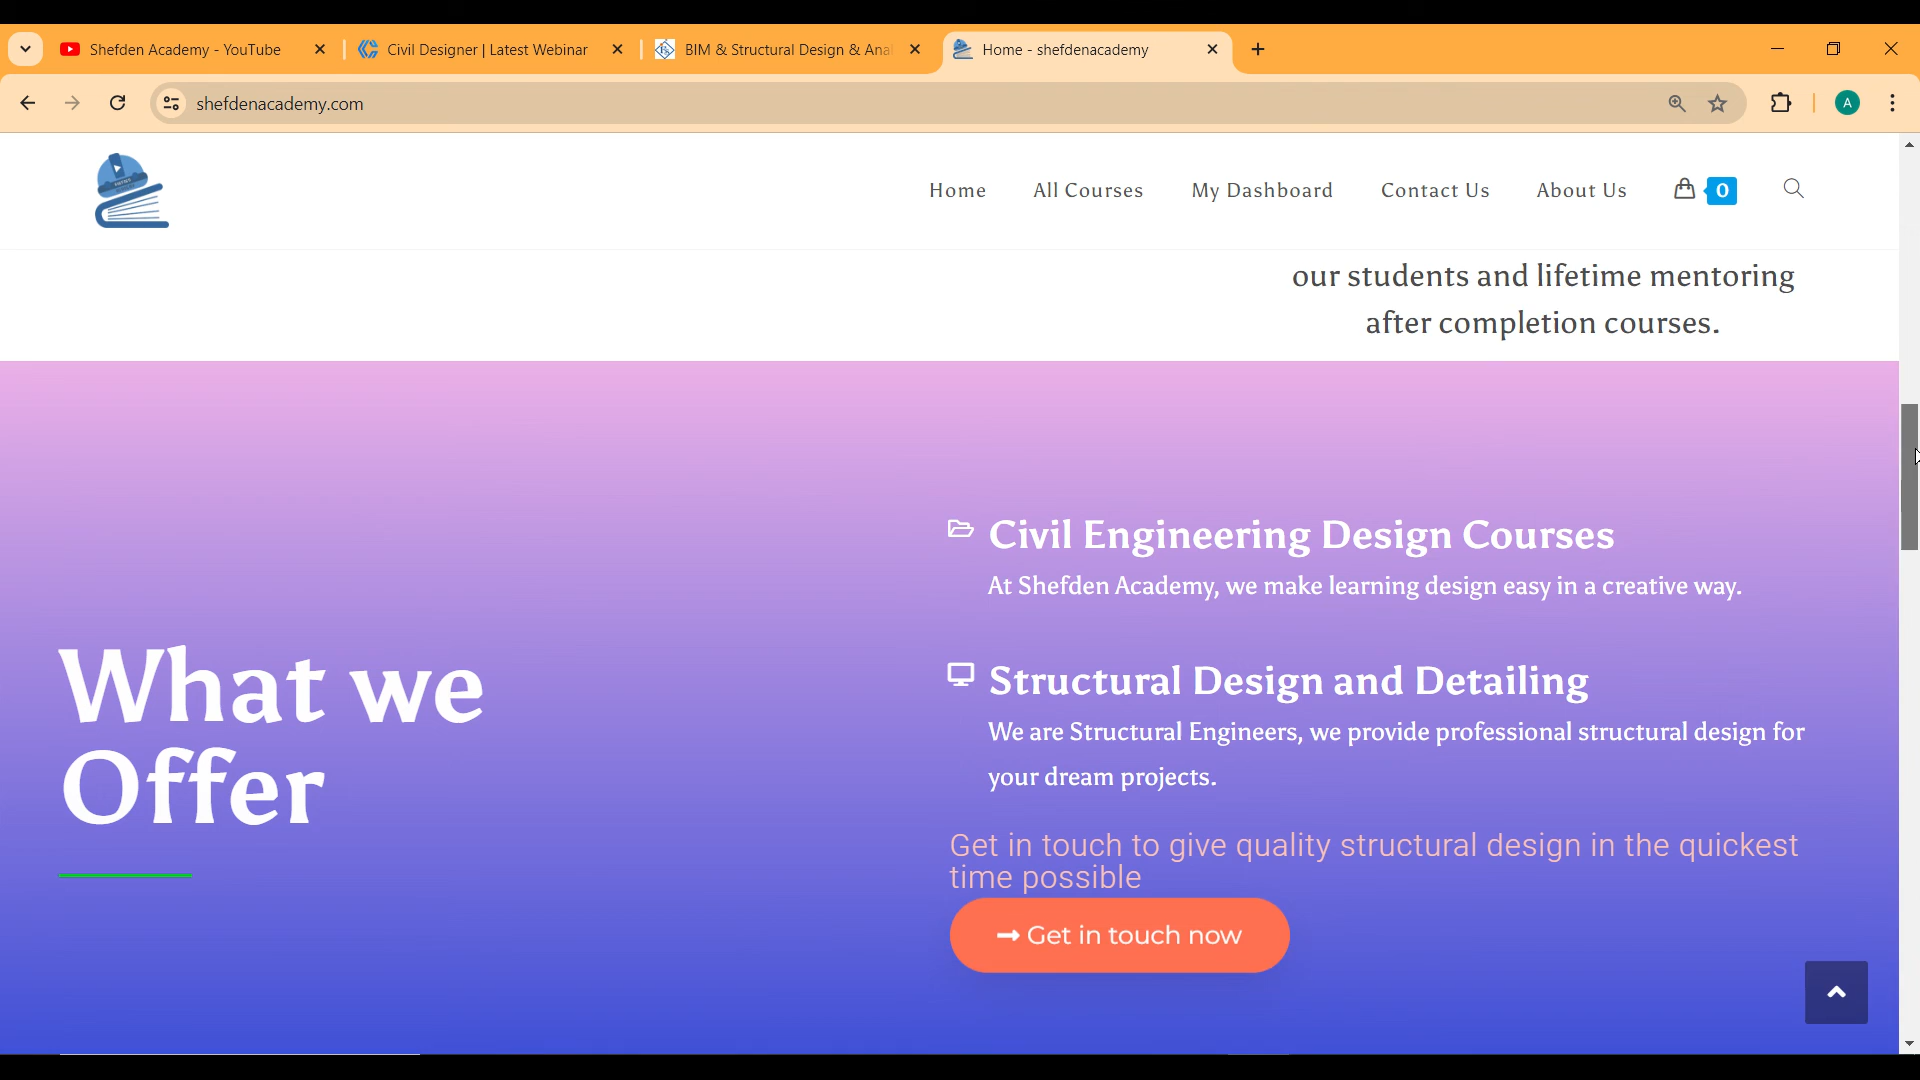 Shefden Academy - YouTube
Civil Designer | Latest Webinar
BIM & Structural Design & Ana
Home - shefdenacademy
shefdenacademy.com
A
Home
All Courses
My Dashboard
Contact Us
About Us
0
our students and lifetime mentoring
after completion courses.
What we
Offer
Civil Engineering Design Courses
At Shefden Academy, we make learning design easy in a creative way.
Structural Design and Detailing
We are Structural Engineers, we provide professional structural design for
your dream projects.
Get in touch to give quality structural design in the quickest
time possible
Get in touch now